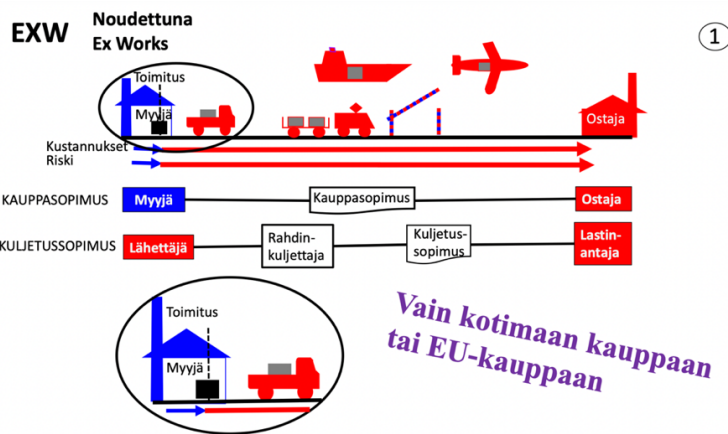 EXW
Noudettuna
Ex Works
1
Toimitus
Myyjä
Ostaja
Kustannukset
Riski
KAUPPASOPIMUS
Myyjä
Kauppasopimus
Ostaja
KULJETUSSOPIMUS
Lähettäjä
Rahdin-
kuljettaja
Kuljetus-
sopimus
Lastin-
antaja
Toimitus
Myyjä
Vain kotimaan kauppaan
tai EU-kauppaan